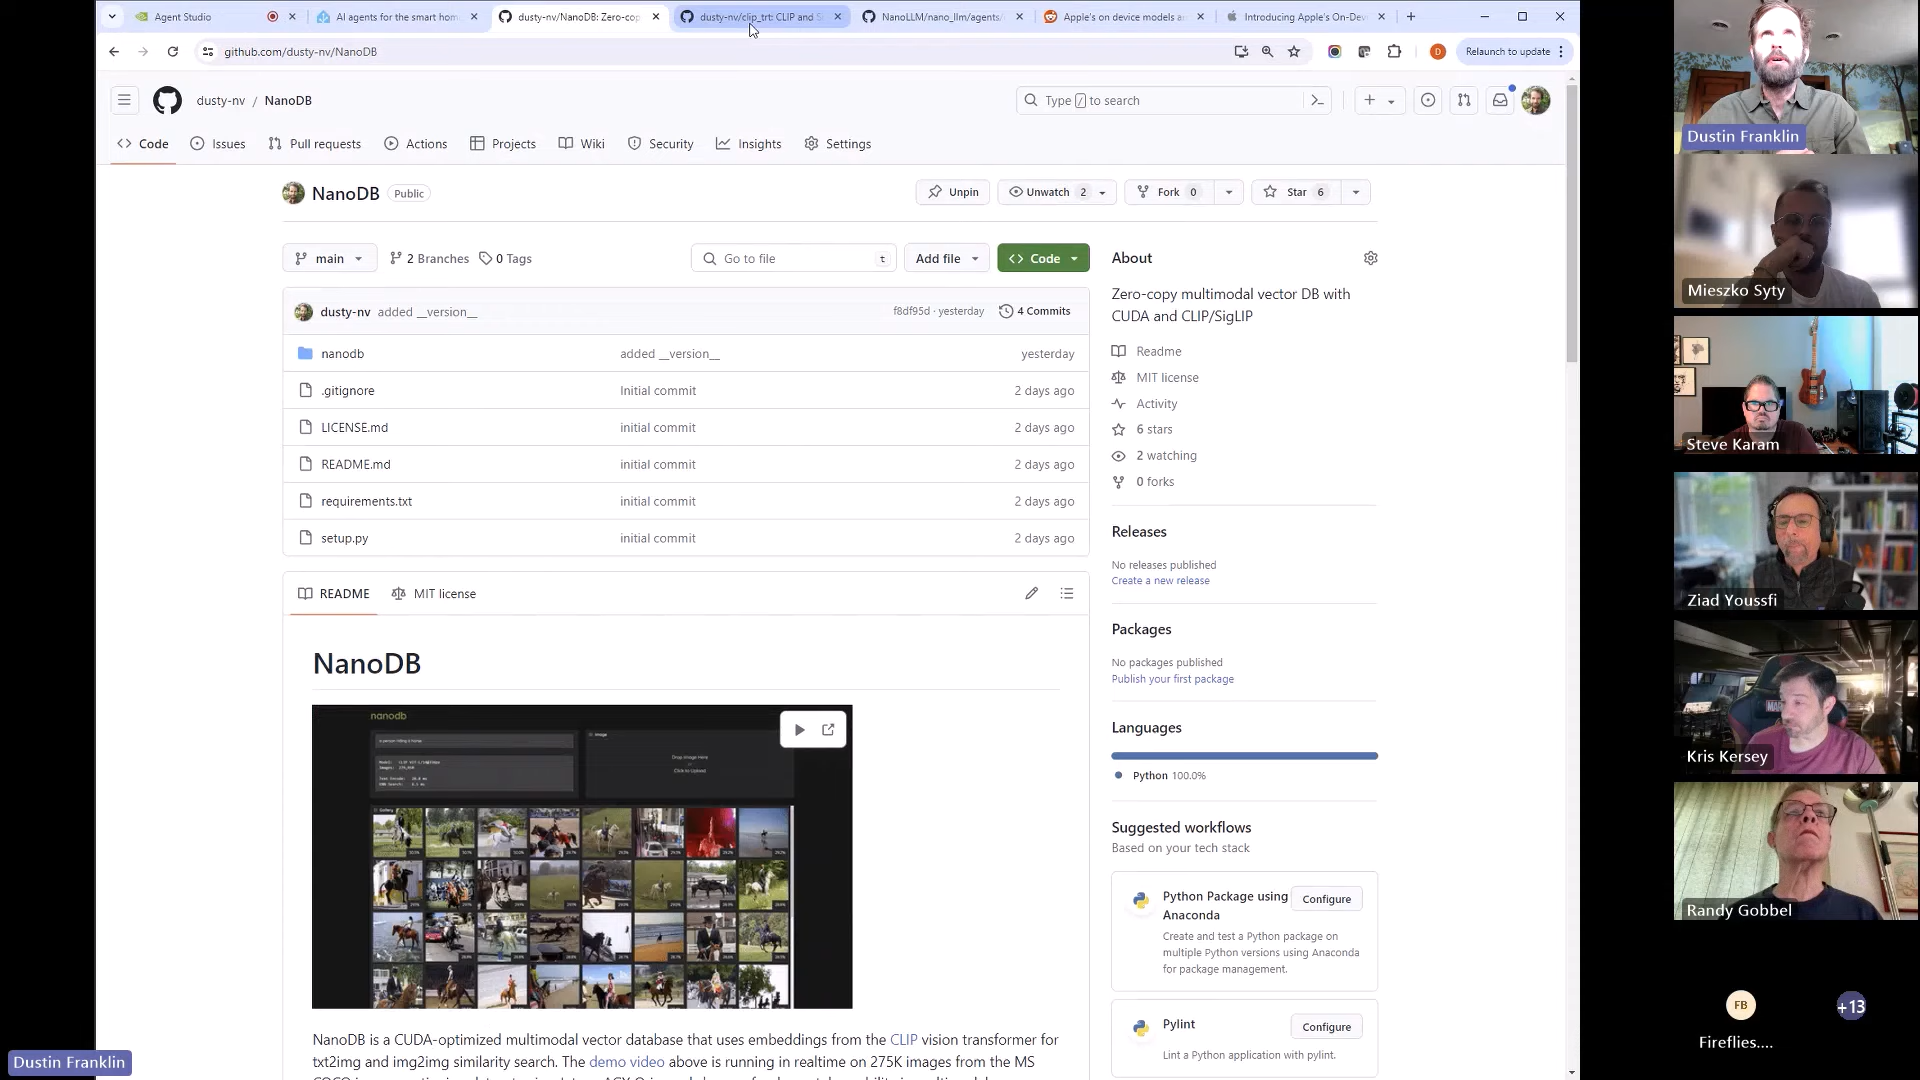 Agent Studio
AI agents for the smart hom
dusty-nv/NanoDB: Zero-cop
dusty-nv/clip_trt: CLIP and S
NanoLLM/nano_llm/agents/
Apple's on device models a
Introducing Apple's On-Dev
github.com/dusty-nv/NanoDB
D
Relaunch to update
dusty-nv / NanoDB
Type / to search
Code
Issues
Pull requests
Actions
Projects
Wiki
Security
Insights
Settings
NanoDB
Public
Unpin
Unwatch 2
Fork 0
Star 6
main
2 Branches
0 Tags
Go to file
t
Add file
Code
dusty-nv added __version__
f8df95d · yesterday
4 Commits
nanodb added __version__ yesterday
.gitignore Initial commit 2 days ago
LICENSE.md initial commit 2 days ago
README.md initial commit 2 days ago
requirements.txt initial commit 2 days ago
setup.py initial commit 2 days ago
README
MIT license
NanoDB
nanodb
a person riding a horse
Image
Drop Image Here
Click to Upload
NanoDB is a CUDA-optimized multimodal vector database that uses embeddings from the CLIP vision transformer for
txt2img and img2img similarity search. The demo video above is running in realtime on 275K images from the MS
About
Zero-copy multimodal vector DB with
CUDA and CLIP/SigLIP
Readme
MIT license
Activity
6 stars
2 watching
0 forks
Releases
No releases published
Create a new release
Packages
No packages published
Publish your first package
Languages
Python 100.0%
Suggested workflows
Based on your tech stack
Python Package using
Anaconda
Configure
Create and test a Python package on
multiple Python versions using Anaconda
for package management.
Pylint
Configure
Lint a Python application with pylint.
Dustin Franklin
Mieszko Syty
Steve Karam
Ziad Youssfi
Kris Kersey
Randy Gobbel
FB
Fireflies....
+13
Dustin Franklin